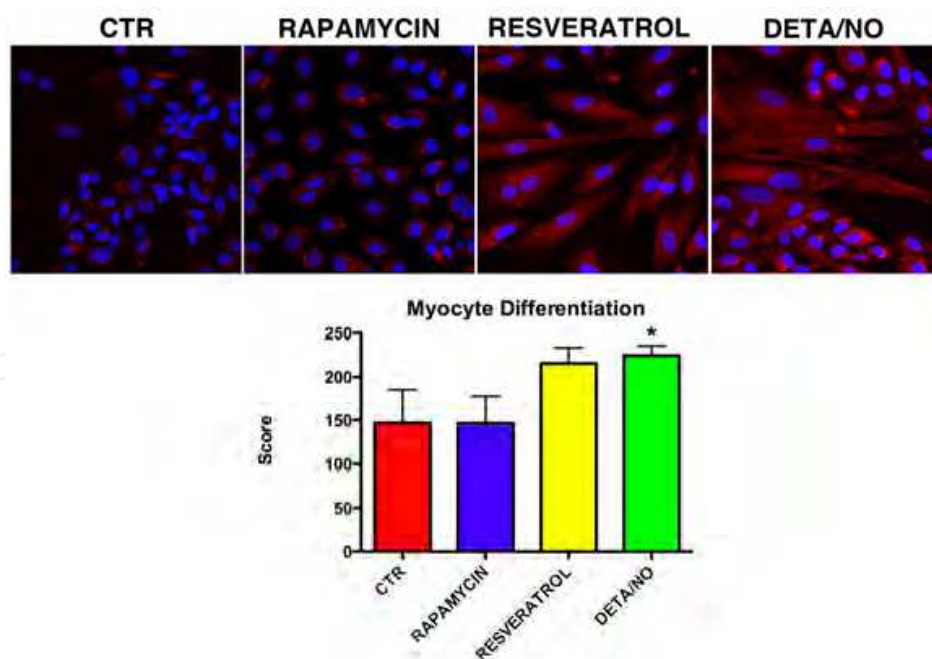 CTR RAPAMYCIN RESVERATROL DETA/NO
Myocyte Differentiation
*
250
200
150
100
50
0
Score
CTR
RAPAMYCIN
RESVERATROL
DETA/NO